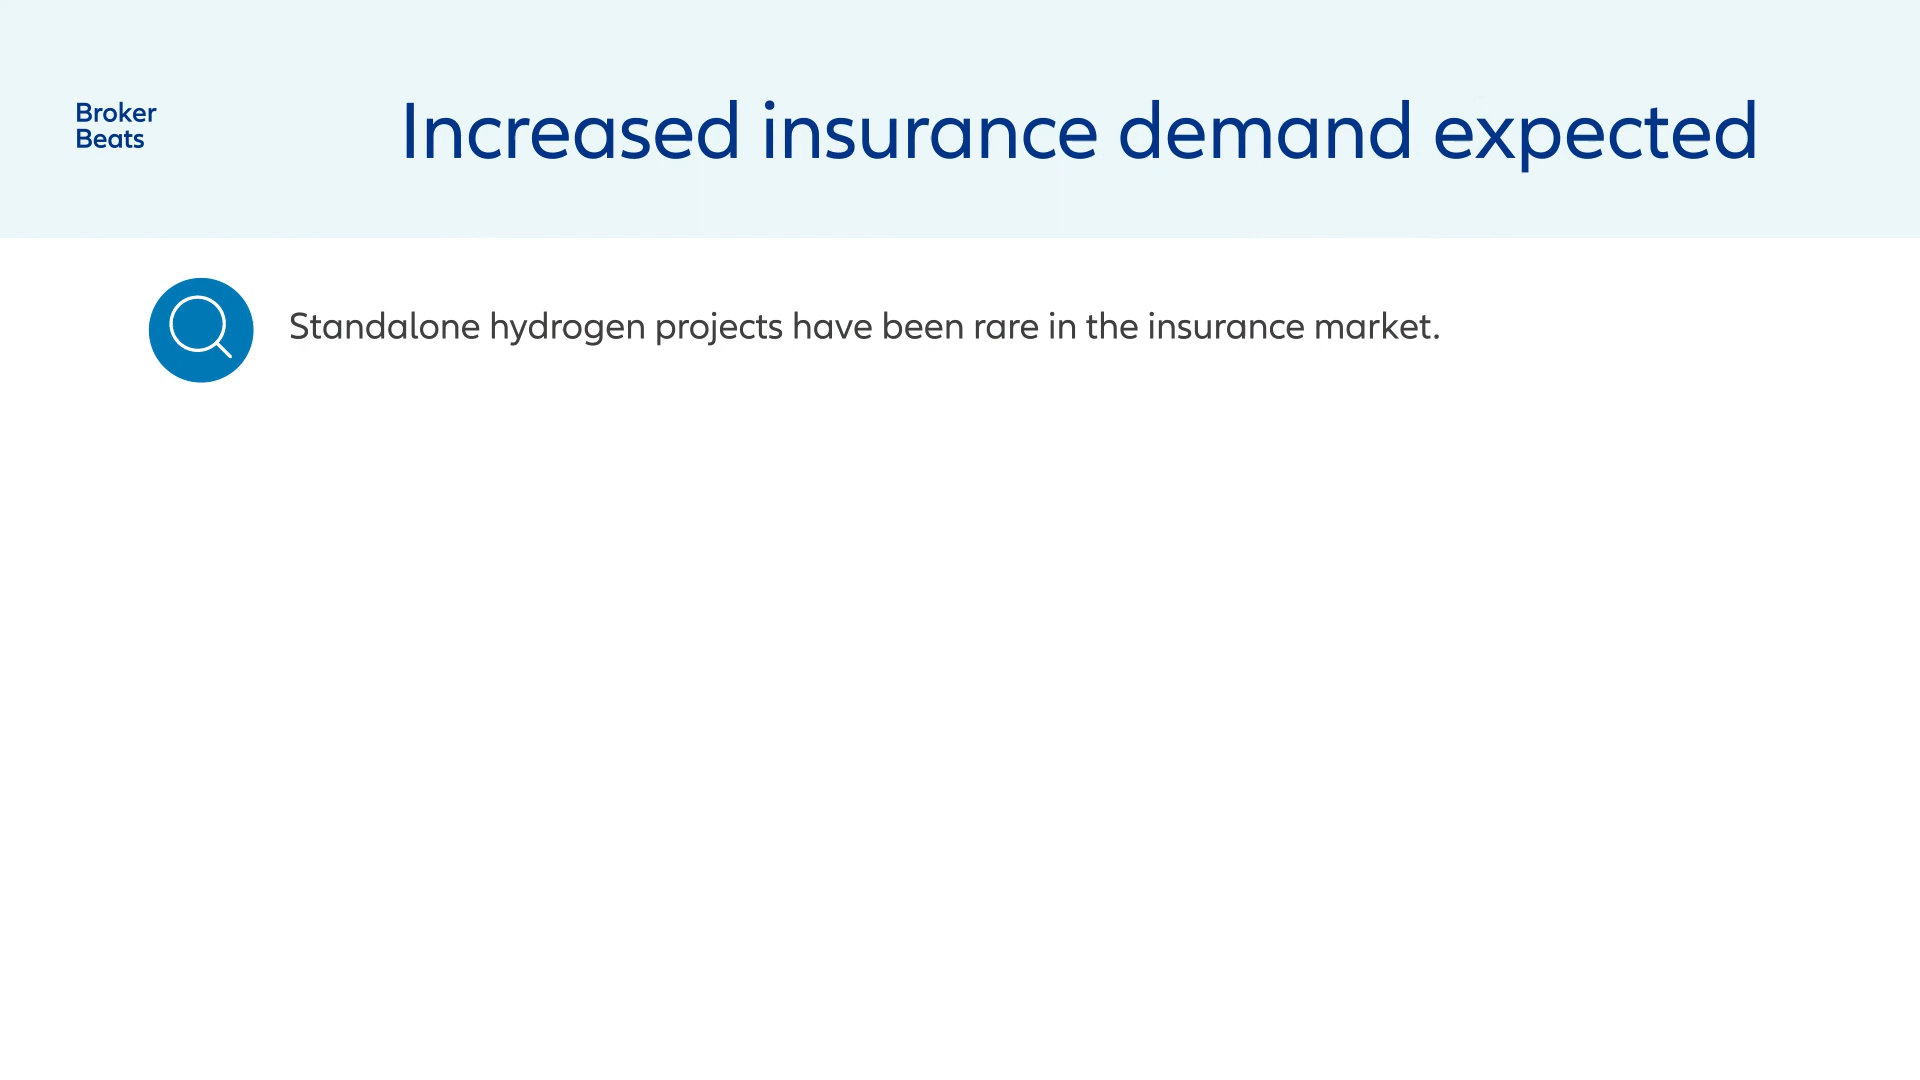 Broker
Beats
Increased insurance demand expected
Standalone hydrogen projects have been rare in the insurance market.